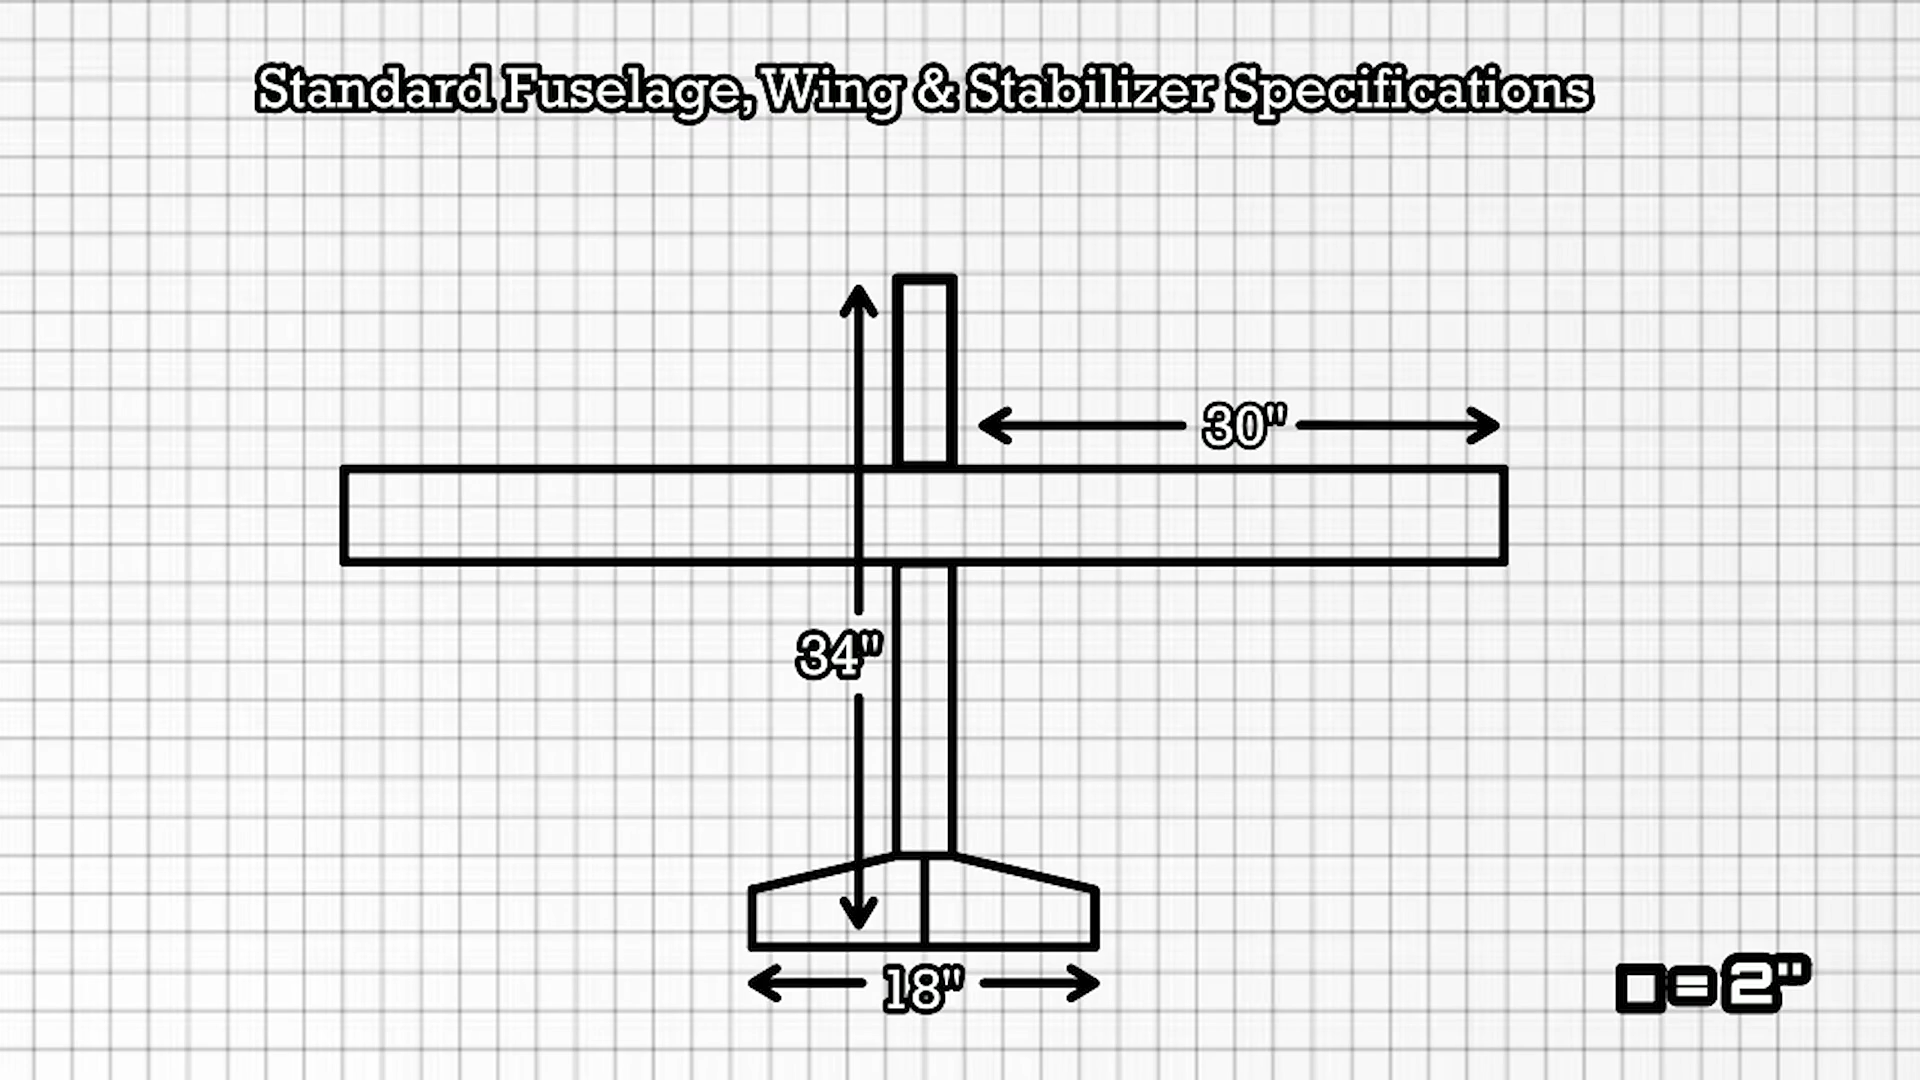 Standard Fuselage, Wing & Stabilizer Specifications
30"
34"
18"
□=2"